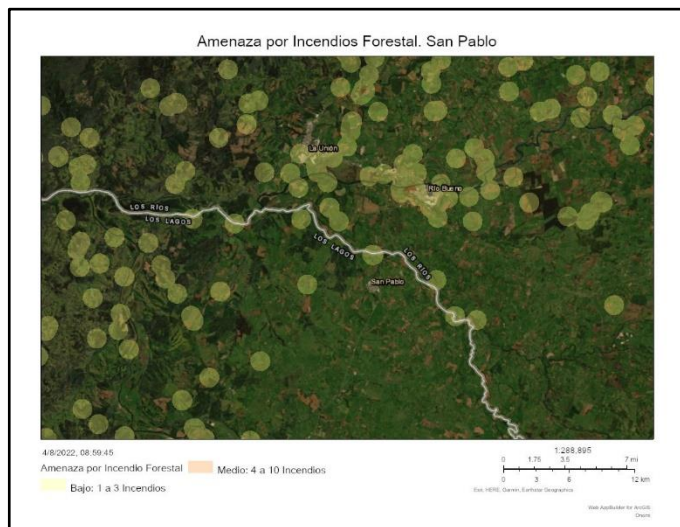 Amenaza por Incendios Forestal. San Pablo
La Unión
Río Bueno
LOS RÍOS
LOS LAGOS
LOS LAGOS
LOS RÍOS
San Pablo
4/8/2022, 08:59:45
Amenaza por Incendio Forestal
Medio: 4 a 10 Incendios
Bajo: 1 a 3 Incendios
1:288,895
0 1.75 3.5 7 mi
0 3 6 12 km
Esri, HERE, Garmin, Earthstar Geographics
Web AppBuilder for ArcGIS